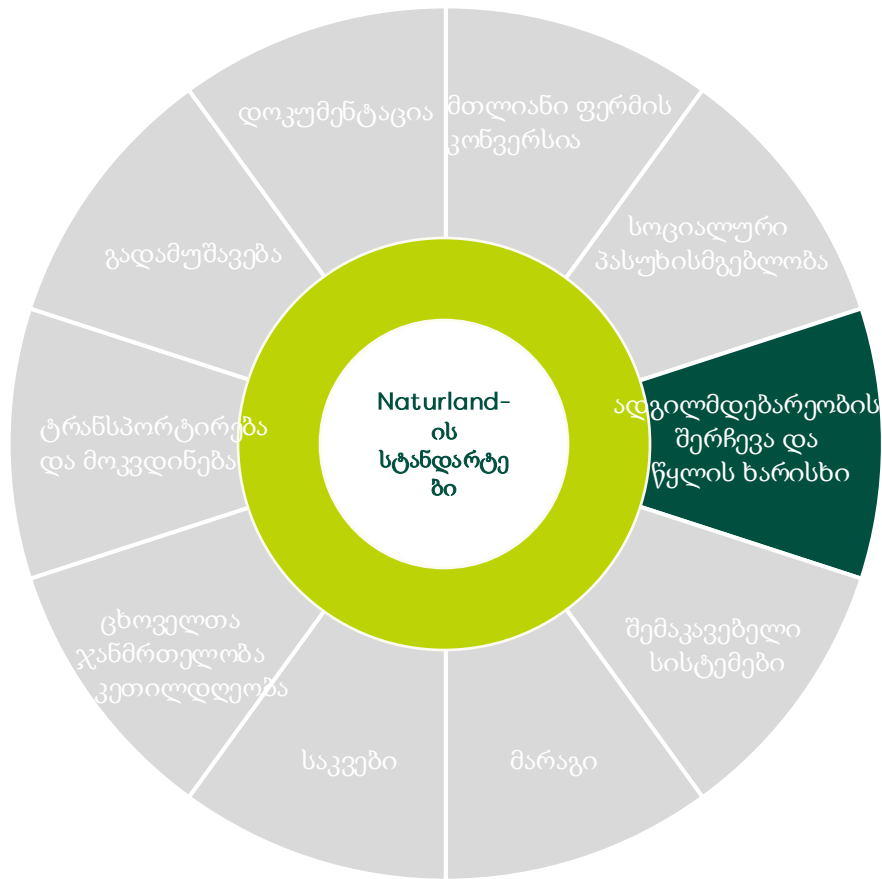 დოკუმენტაცია
მთლიანი ფერმის
კონვერსია
სოციალური
პასუხისმგებლობა
ადგილმდებარეობის
შერჩევა და
წყლის ხარისხი
შემაკავებელი
სისტემები
მარაგი
საკვები
ცხოველთა
ჯანმრთელობა
კეთილდღეობა
ტრანსპორტირება
და მოკვდინება
გადამუშავება
Naturland-
ის
სტანდარტე
ბი